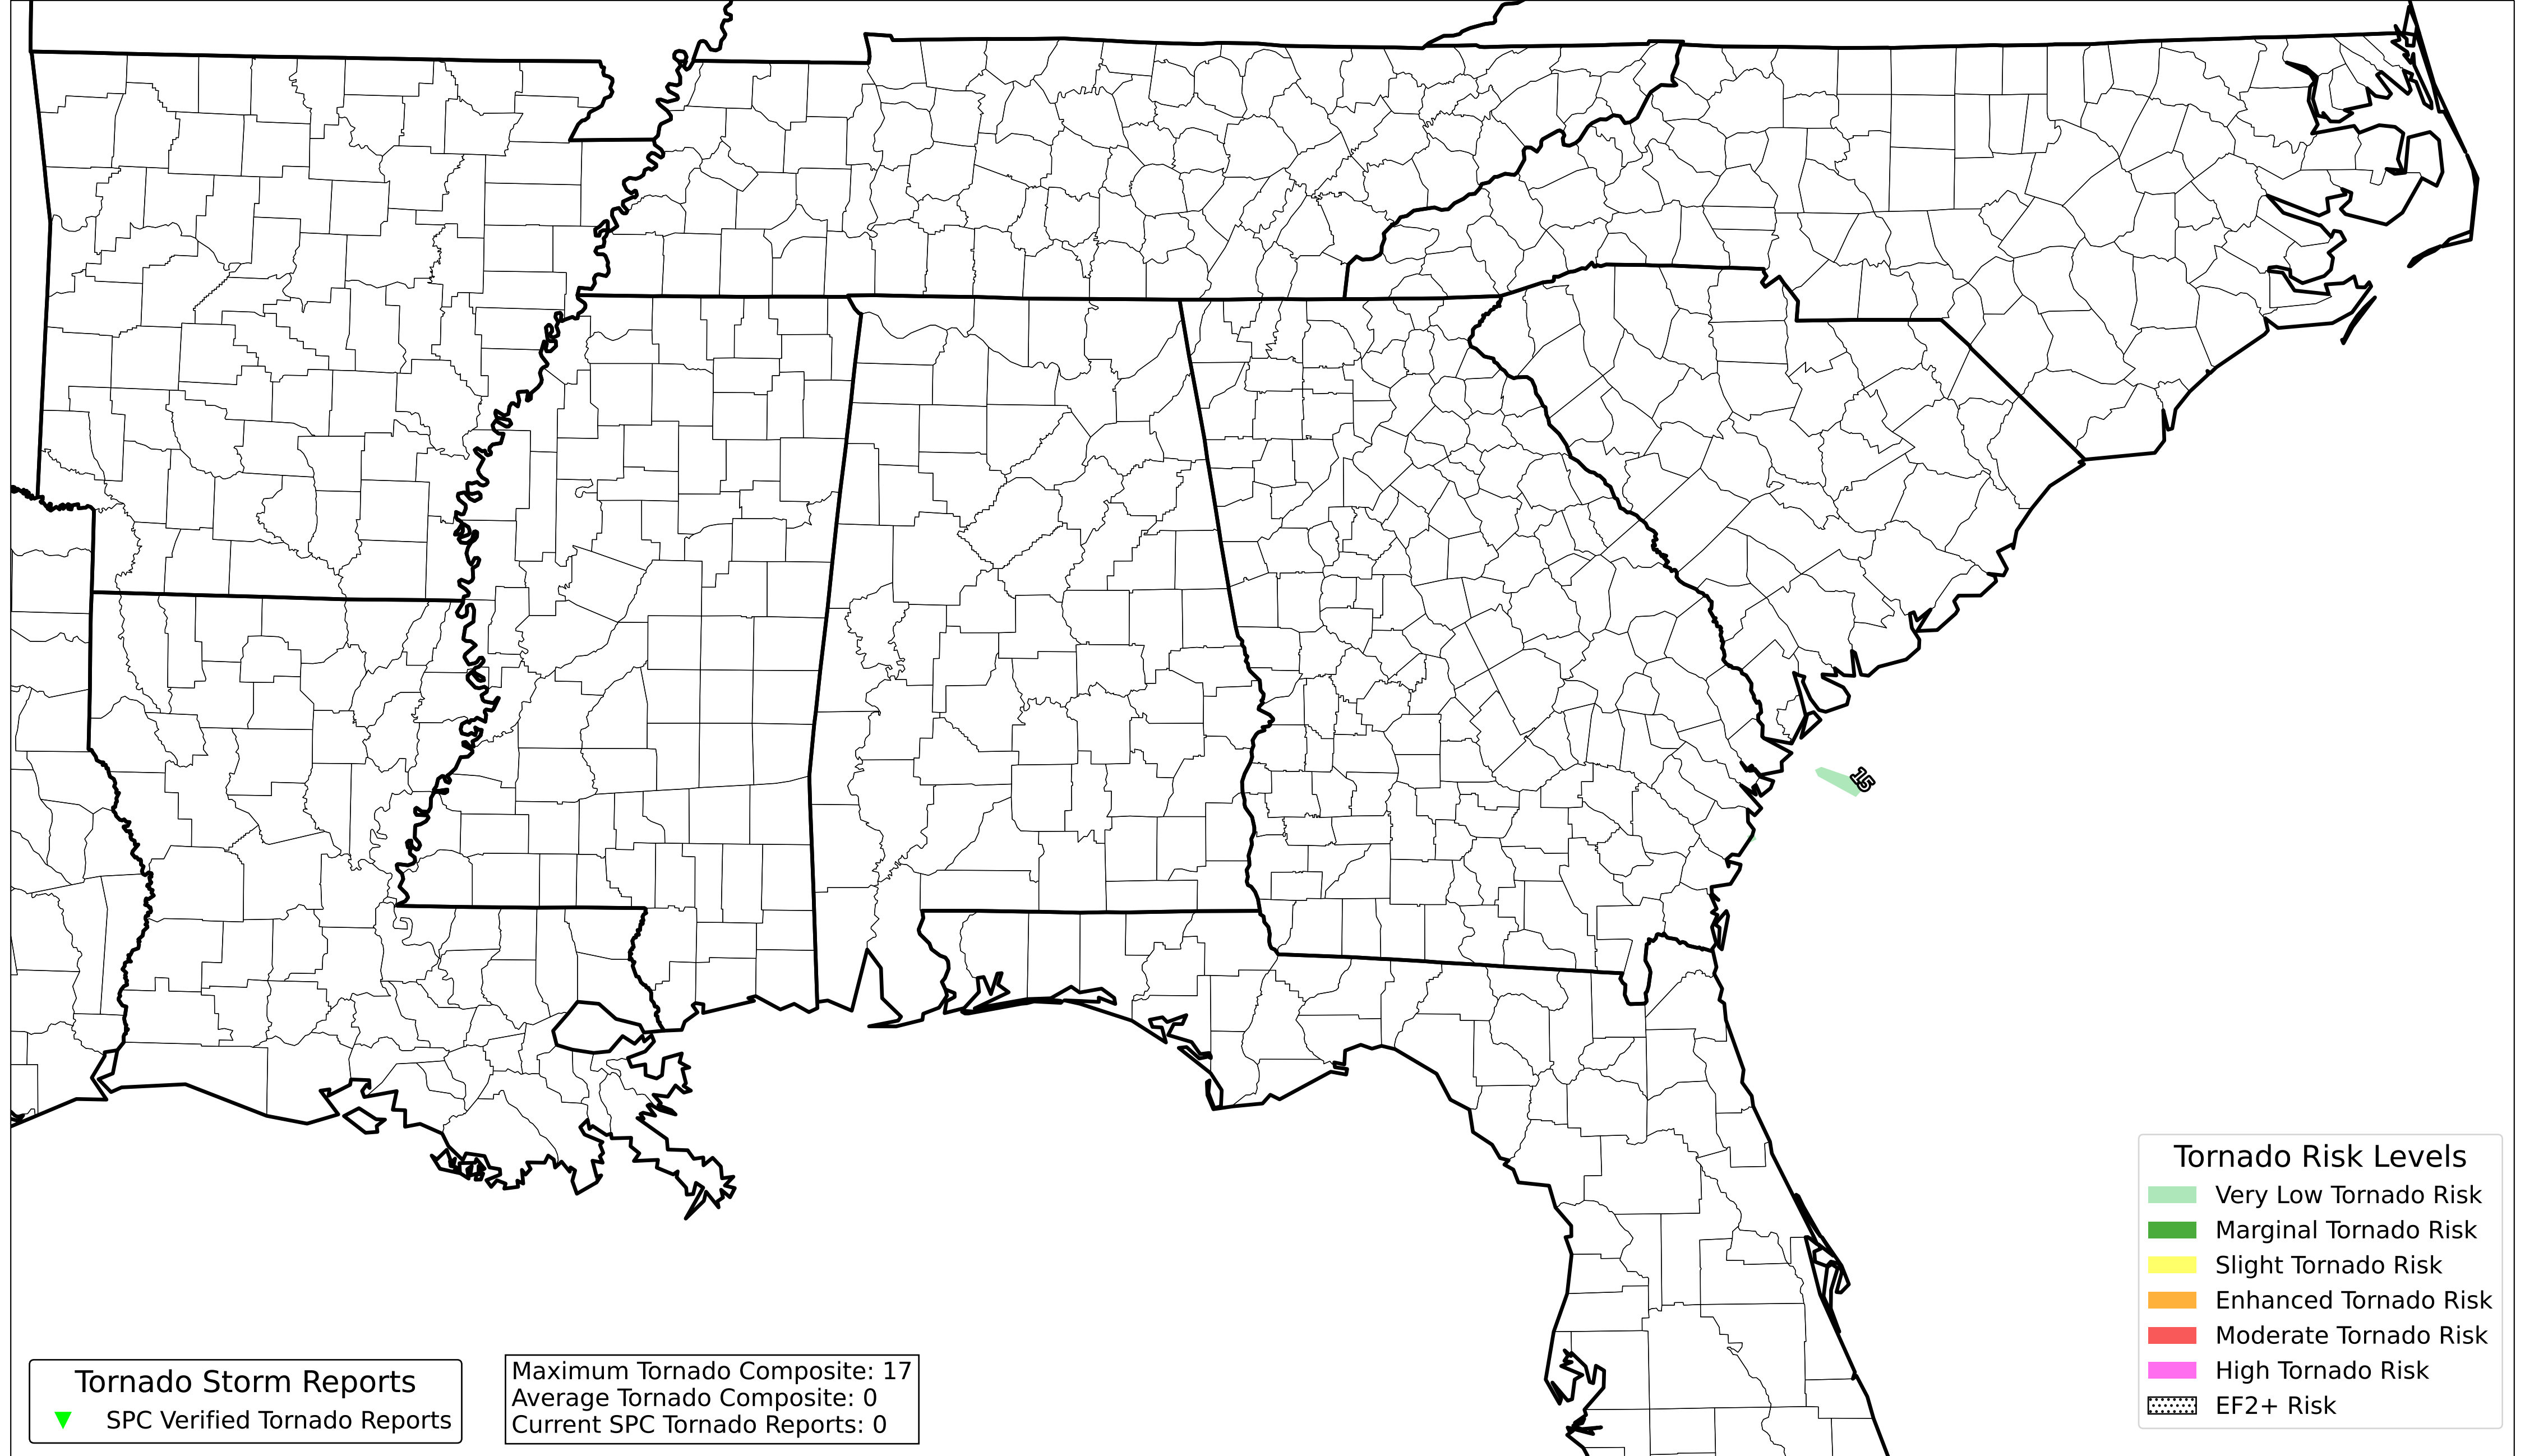 15
Tornado Risk Levels
Very Low Tornado Risk
Marginal Tornado Risk
Slight Tornado Risk
Enhanced Tornado Risk
Moderate Tornado Risk
High Tornado Risk
EF2+ Risk
Tornado Storm Reports
SPC Verified Tornado Reports
Maximum Tornado Composite: 17
Average Tornado Composite: 0
Current SPC Tornado Reports: 0